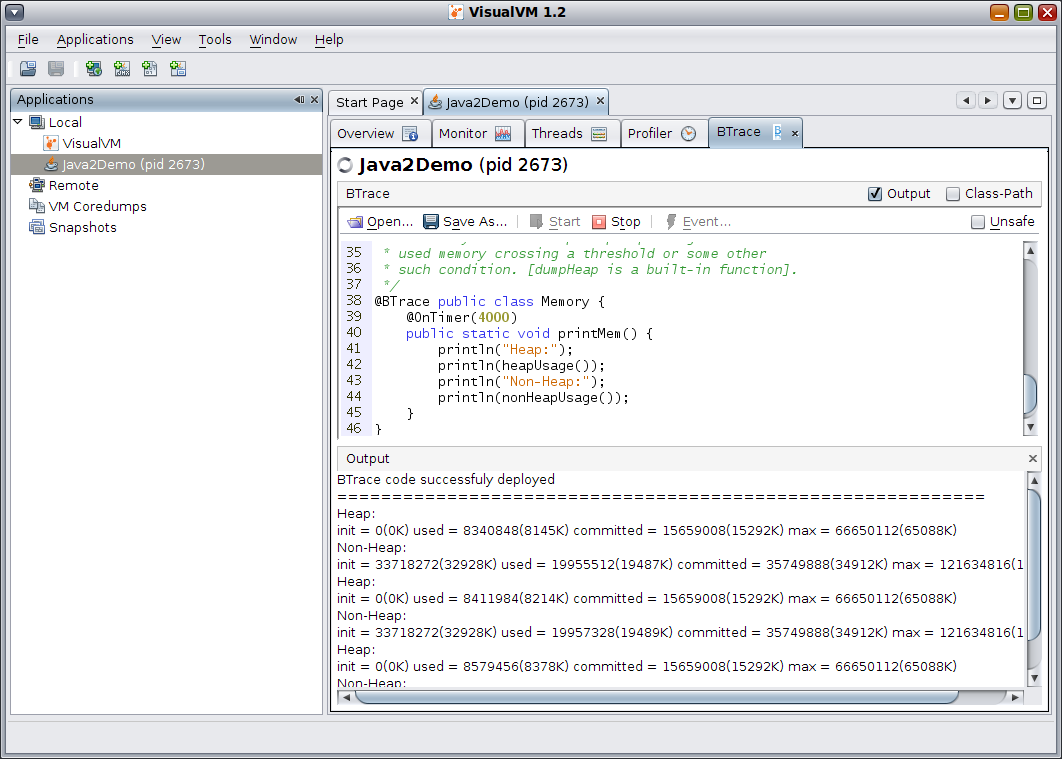 VisualVM 1.2
File Applications View Tools Window Help
Applications
Local
VisualVM
Java2Demo (pid 2673)
Remote
VM Coredumps
Snapshots
Start Page Java2Demo (pid 2673)
Overview Monitor Threads Profiler BTrace
Java2Demo (pid 2673)
BTrace Output Class-Path
Open... Save As... Start Stop Event... Unsafe
35 * used memory crossing a threshold or some other
36 * such condition. [dumpHeap is a built-in function].
37 */
38 @BTrace public class Memory {
39 @OnTimer(4000)
40 public static void printMem() {
41 println("Heap:");
42 println(heapUsage());
43 println("Non-Heap:");
44 println(nonHeapUsage());
45 }
46 }
Output
BTrace code successfuly deployed
===========================================================
Heap:
init = 0(0K) used = 8340848(8145K) committed = 15659008(15292K) max = 66650112(65088K)
Non-Heap:
init = 33718272(32928K) used = 19955512(19487K) committed = 35749888(34912K) max = 121634816(1
Heap:
init = 0(0K) used = 8411984(8214K) committed = 15659008(15292K) max = 66650112(65088K)
Non-Heap:
init = 33718272(32928K) used = 19957328(19489K) committed = 35749888(34912K) max = 121634816(1
Heap:
init = 0(0K) used = 8579456(8378K) committed = 15659008(15292K) max = 66650112(65088K)
Non-Heap: